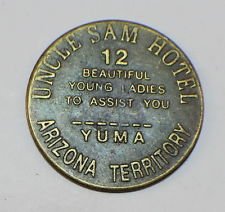 UNCLE SAM HOTEL
12
BEAUTIFUL
YOUNG LADIES
TO ASSIST YOU
YUMA
ARIZONA TERRITORY